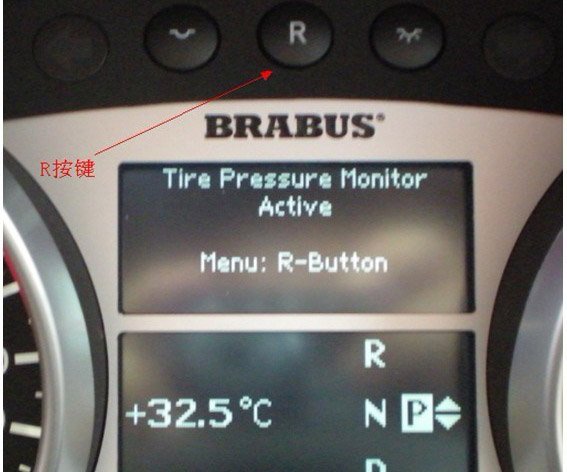 R
BRABUS®
R按键
Tire Pressure Monitor
Active
Menu: R-Button
R
+32.5°C N P
D